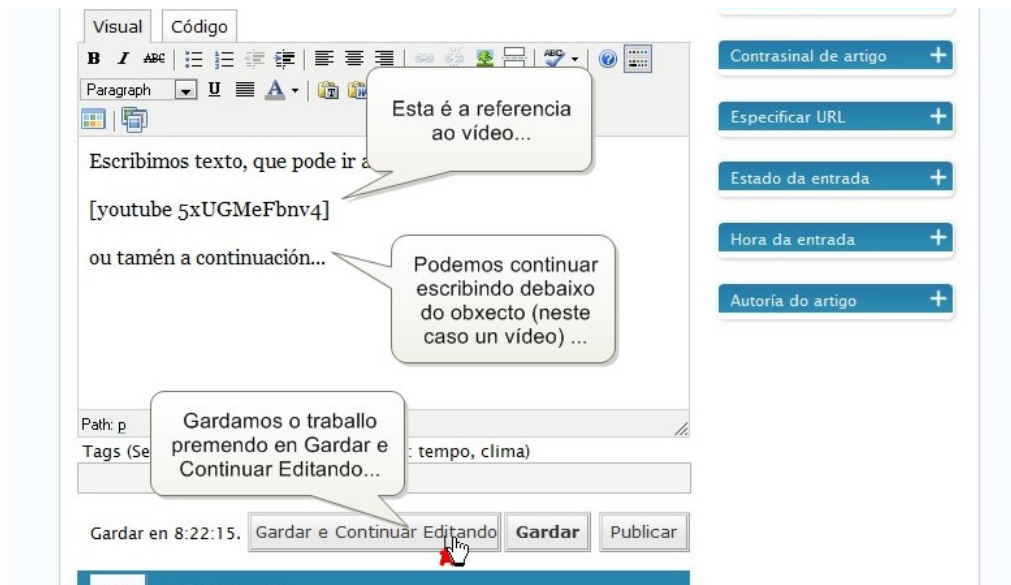 Visual Código
B I ABC ABC
Paragraph U A T W
Esta é a referencia
ao vídeo...
Escribimos texto, que pode ir a
[youtube 5xUGMeFbnv4]
ou tamén a continuación...
Podemos continuar
escribindo debaixo
do obxecto (neste
caso un vídeo) ...
Path: p
Gardamos o traballo
premendo en Gardar e
Continuar Editando...
Tags (Se : tempo, clima)
Gardar en 8:22:15. Gardar e Continuar Editando Gardar Publicar
Contrasinal de artigo +
Especificar URL +
Estado da entrada +
Hora da entrada +
Autoría do artigo +